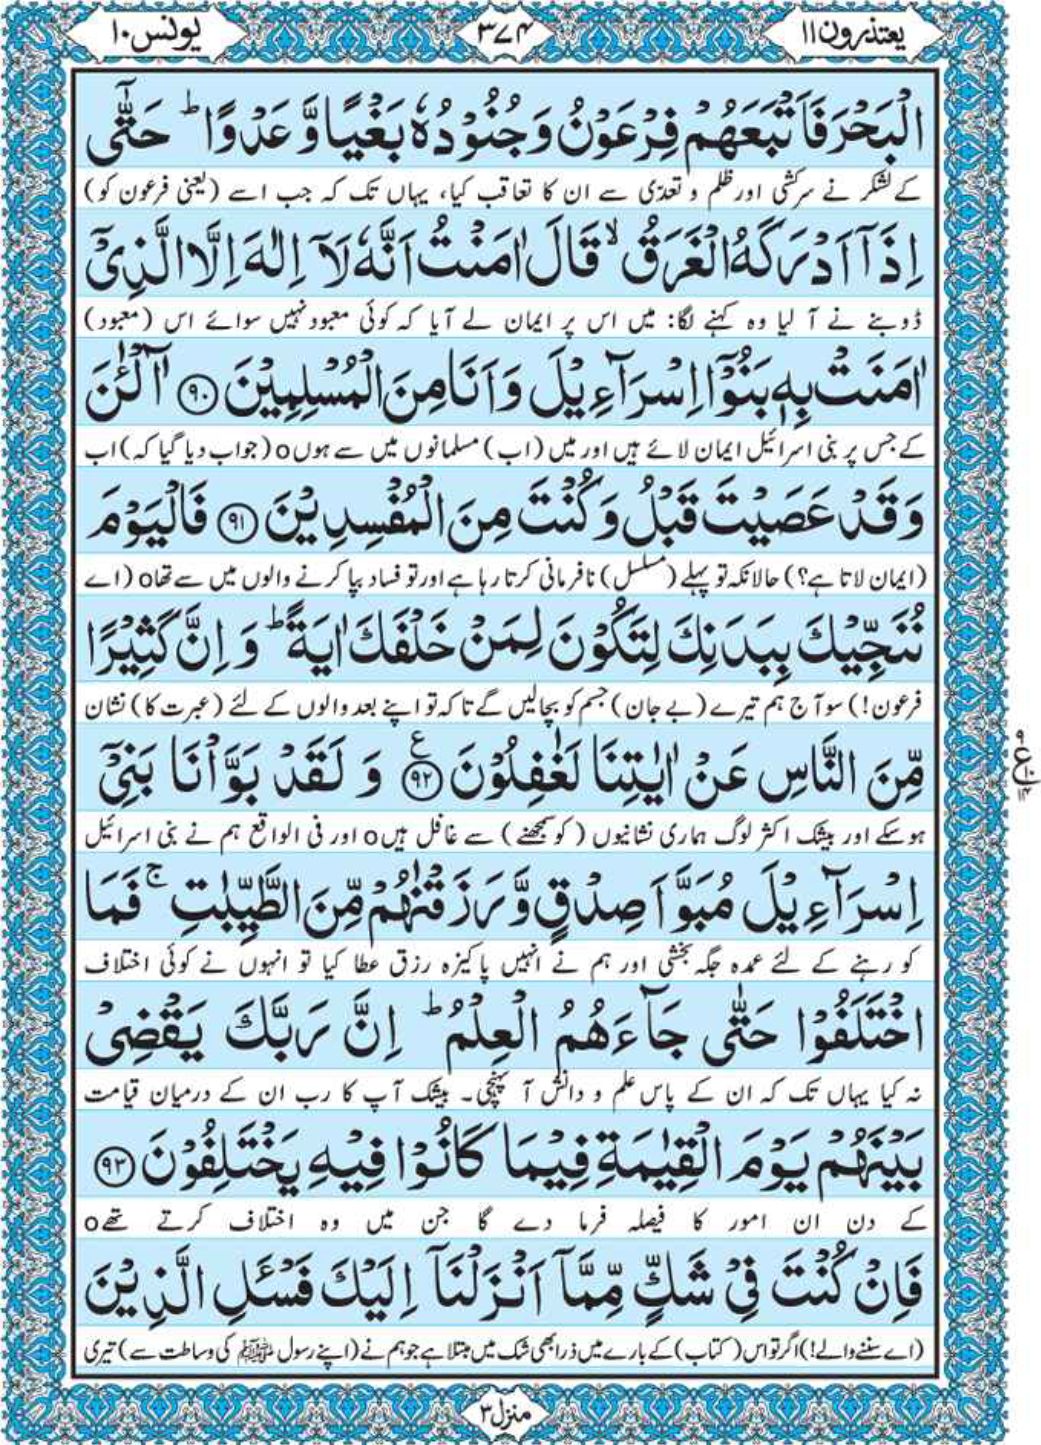 یعتذرون ۱۱
۳۷۴
یونس ۱۰
الْبَحْرَ فَاَتْبَعَهُمْ فِرْعَوْنُ وَجُنُوْدُهٗ بَغْيًا وَّ عَدْوًا ؕ حَتّٰۤى
کے لشکر نے سرکشی اور ظلم و تعدّی سے ان کا تعاقب کیا، یہاں تک کہ جب اسے (یعنی فرعون کو)
اِذَاۤ اَدْرَكَهُ الْغَرَقُ ۙ قَالَ اٰمَنْتُ اَنَّهٗ لَاۤ اِلٰهَ اِلَّا الَّذِيْۤ
ڈوبنے نے آ لیا وہ کہنے لگا: میں اس پر ایمان لے آیا کہ کوئی معبود نہیں سوائے اس (معبود)
اٰمَنَتْ بِهٖ بَنُوْۤا اِسْرَآءِيْلَ وَ اَنَا مِنَ الْمُسْلِمِيْنَ ﴿۹۰﴾ آٰلْـٰٔنَ
کے جس پر بنی اسرائیل ایمان لائے ہیں اور میں (اب) مسلمانوں میں سے ہوں o (جواب دیا گیا کہ) اب
وَ قَدْ عَصَيْتَ قَبْلُ وَ كُنْتَ مِنَ الْمُفْسِدِيْنَ ﴿۹۱﴾ فَالْيَوْمَ
(ایمان لاتا ہے؟) حالانکہ تو پہلے (مسلسل) نافرمانی کرتا رہا ہے اور تو فساد بپا کرنے والوں میں سے تھا o (اے
نُنَجِّيْكَ بِبَدَنِكَ لِتَكُوْنَ لِمَنْ خَلْفَكَ اٰيَةً ؕ وَ اِنَّ كَثِيْرًا
فرعون!) سو آج ہم تیرے (بے جان) جسم کو بچالیں گے تاکہ تو اپنے بعد والوں کے لئے (عبرت کا) نشان
مِّنَ النَّاسِ عَنْ اٰيٰتِنَا لَغٰفِلُوْنَ ﴿۹۲﴾ ع وَ لَقَدْ بَوَّاْنَا بَنِيْۤ
ہوسکے اور بیشک اکثر لوگ ہماری نشانیوں (کو سمجھنے) سے غافل ہیں o اور فی الواقع ہم نے بنی اسرائیل
اِسْرَآءِيْلَ مُبَوَّاَ صِدْقٍ وَّ رَزَقْنٰهُمْ مِّنَ الطَّيِّبٰتِ ۚ فَمَا
کو رہنے کے لئے عمدہ جگہ بخشی اور ہم نے انہیں پاکیزہ رزق عطا کیا تو انہوں نے کوئی اختلاف
اخْتَلَفُوْا حَتّٰى جَآءَهُمُ الْعِلْمُ ؕ اِنَّ رَبَّكَ يَقْضِيْ
نہ کیا یہاں تک کہ ان کے پاس علم و دانش آ پہنچی۔ بیشک آپ کا رب ان کے درمیان قیامت
بَيْنَهُمْ يَوْمَ الْقِيٰمَةِ فِيْمَا كَانُوْا فِيْهِ يَخْتَلِفُوْنَ ﴿۹۳﴾
کے دن ان امور کا فیصلہ فرما دے گا جن میں وہ اختلاف کرتے تھے o
فَاِنْ كُنْتَ فِيْ شَكٍّ مِّمَّاۤ اَنْزَلْنَاۤ اِلَيْكَ فَسْـَٔلِ الَّذِيْنَ
(اے سننے والے!) اگر تو اس (کتاب) کے بارے میں ذرا بھی شک میں مبتلا ہے جو ہم نے (اپنے رسول ﷺ کی وساطت سے) تیری
منزل ۳